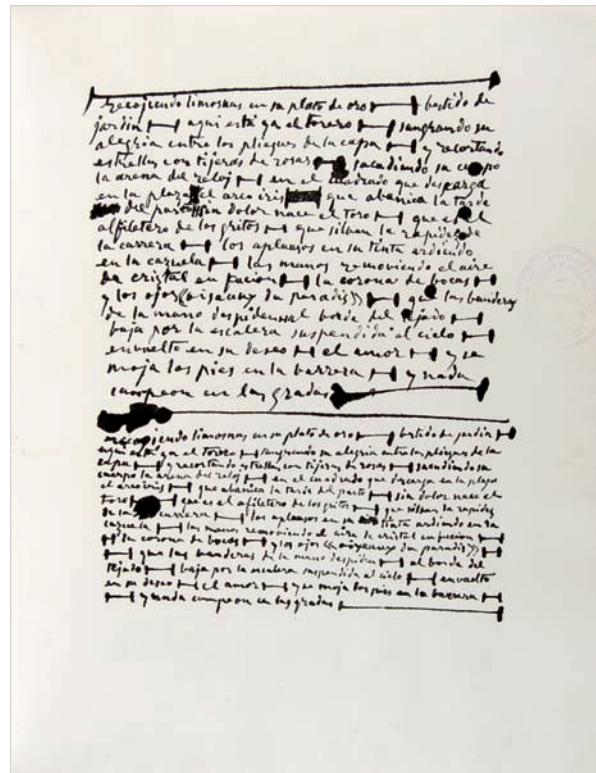 recojiendo limosnas en su plato de oro bestido de
jardin aqui está ya el torero sangrando su
alegria entre los pliegues de la capa y recortando
estrellas con tijeras de rosas sacudiendo su cuerpo
la arena del reloj en el cuadrado que descarga
en la plaza el arco iris que abanica la tarde
del parto sin dolor nace el toro que es el
alfiletero de los gritos que silban la rapidez de
la carrera los aplausos en su tinta ardiendo
en la cazuela las manos removiendo el aire
de cristal en fucion la corona de bocas
y los ojos ((oiseaux du paradis)) que las banderas
de la mano despiden al borde del tejado
baja por la escalera suspendida al cielo
envuelto en su deseo el amor y se
moja los pies en la barrera y nada
campeon en las gradas
recojiendo limosnas en su plato de oro bestido de jardin
aqui está ya el torero sangrando su alegria entre los pliegues de la
capa y recortando estrellas con tijeras de rosas sacudiendo su
cuerpo la arena del reloj en el cuadrado que descarga en la plaza
el arco iris que abanica la tarde del parto sin dolor nace el
toro que es el alfiletero de los gritos que silban la rapidez
de la carrera los aplausos en su tinta ardiendo en la
cazuela las manos removiendo el aire de cristal en fucion
la corona de bocas y los ojos ((oiseaux du paradis))
que las banderas de la mano despiden al borde del
tejado baja por la escalera suspendida al cielo envuelto
en su deseo el amor y se moja los pies en la barrera
y nada campeon en las gradas